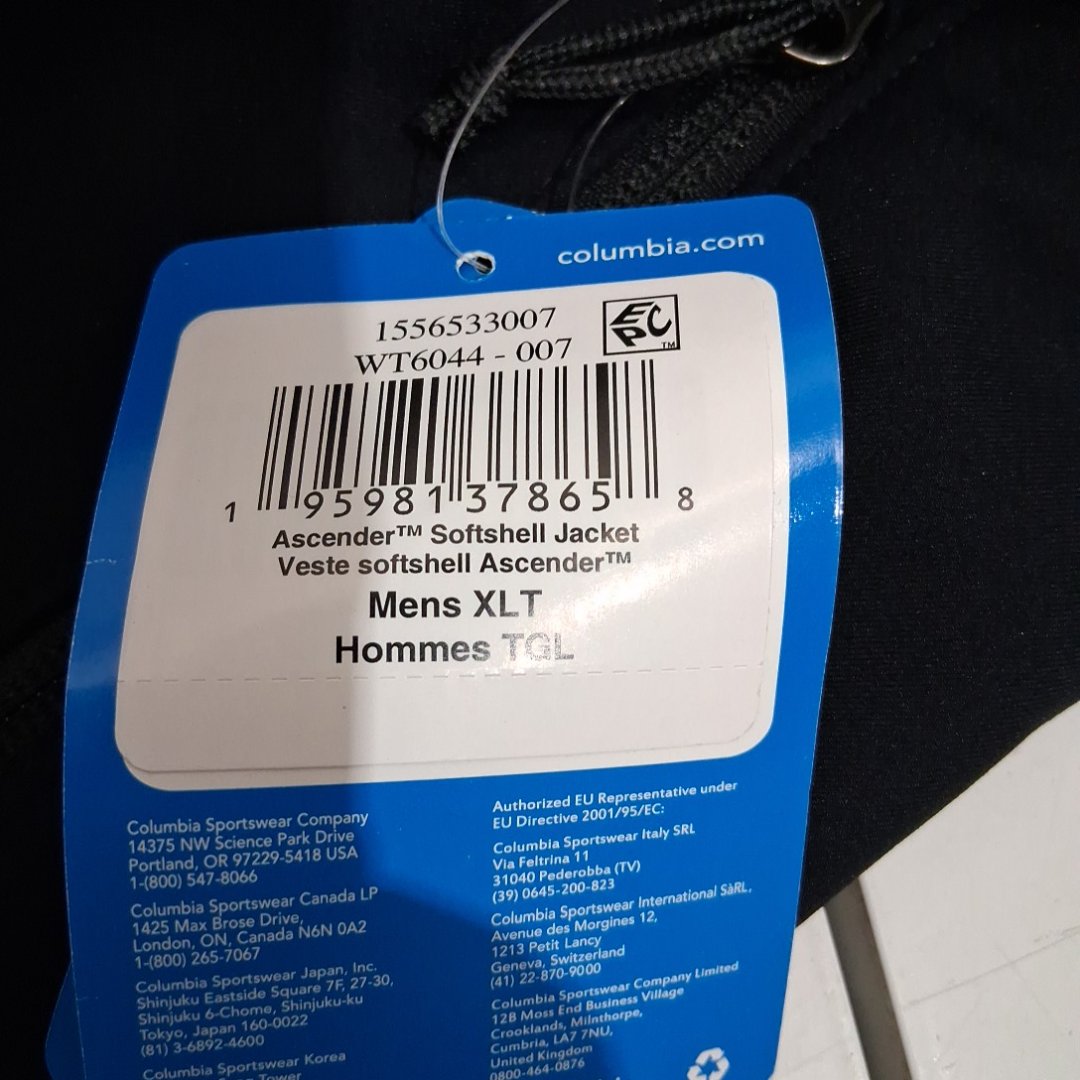 columbia.com
1556533007
EPC TM
WT6044 - 007
1 95981 37865 8
Ascender™ Softshell Jacket
Veste softshell Ascender™
Mens XLT
Hommes TGL
Columbia Sportswear Company
14375 NW Science Park Drive
Portland, OR 97229-5418 USA
1-(800) 547-8066
Columbia Sportswear Canada LP
1425 Max Brose Drive,
London, ON, Canada N6N 0A2
1-(800) 265-7067
Columbia Sportswear Japan, Inc.
Shinjuku Eastside Square 7F, 27-30,
Shinjuku 6-Chome, Shinjuku-ku
Tokyo, Japan 160-0022
(81) 3-6892-4600
Columbia Sportswear Korea
Tower
Authorized EU Representative under
EU Directive 2001/95/EC:
Columbia Sportswear Italy SRL
Via Feltrina 11
31040 Pederobba (TV)
(39) 0645-200-823
Columbia Sportswear International SàRL,
Avenue des Morgines 12,
1213 Petit Lancy
Geneva, Switzerland
(41) 22-870-9000
Columbia Sportswear Company Limited
12B Moss End Business Village
Crooklands, Milnthorpe,
Cumbria, LA7 7NU,
United Kingdom
0800-464-0876